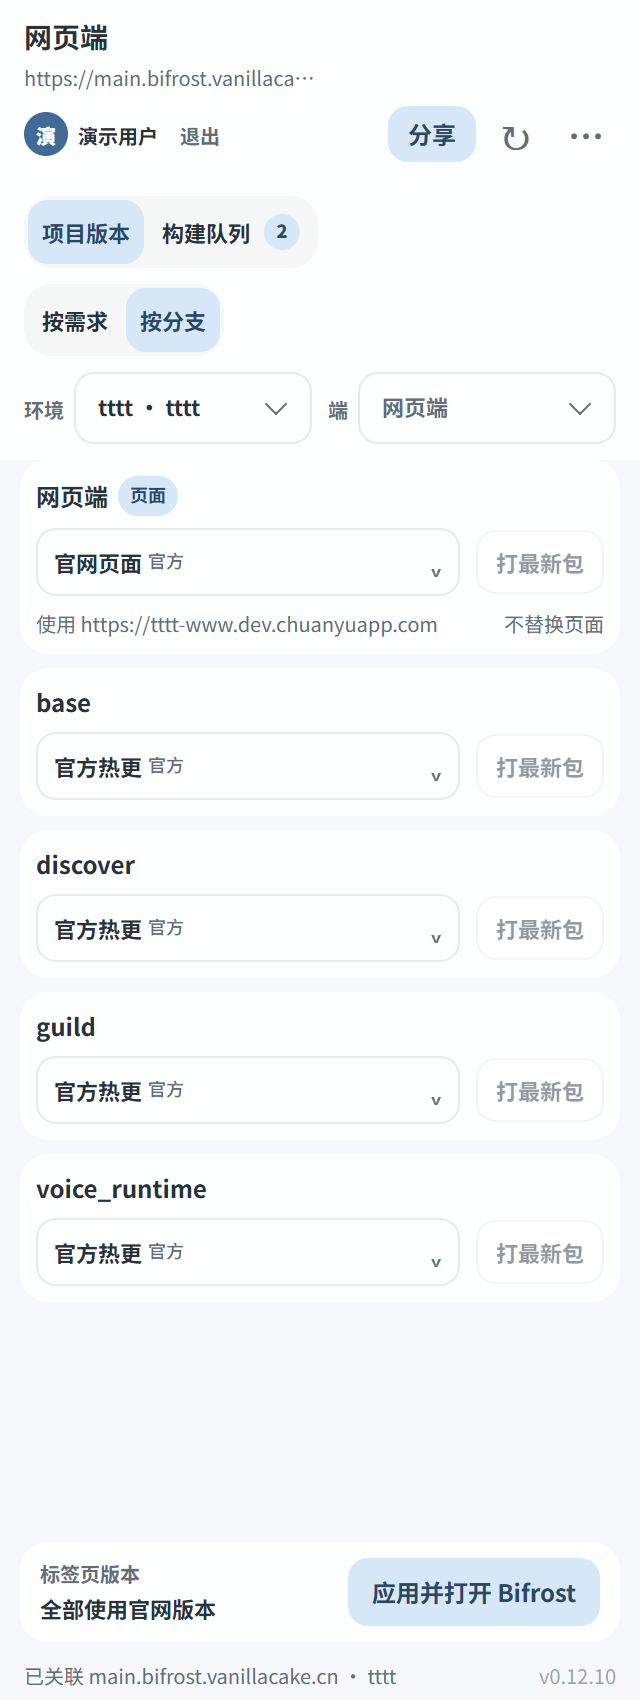 网页端
https://main.bifrost.vanillaca…
演 演示用户 退出 分享 ↻ …
项目版本 构建队列 2
按需求 按分支
环境 tttt · tttt 端 网页端
网页端 页面
官网页面 官方 v 打最新包
使用 https://tttt-www.dev.chuanyuapp.com 不替换页面
base
官方热更 官方 v 打最新包
discover
官方热更 官方 v 打最新包
guild
官方热更 官方 v 打最新包
voice_runtime
官方热更 官方 v 打最新包
标签页版本
全部使用官网版本
应用并打开 Bifrost
已关联 main.bifrost.vanillacake.cn · tttt v0.12.10